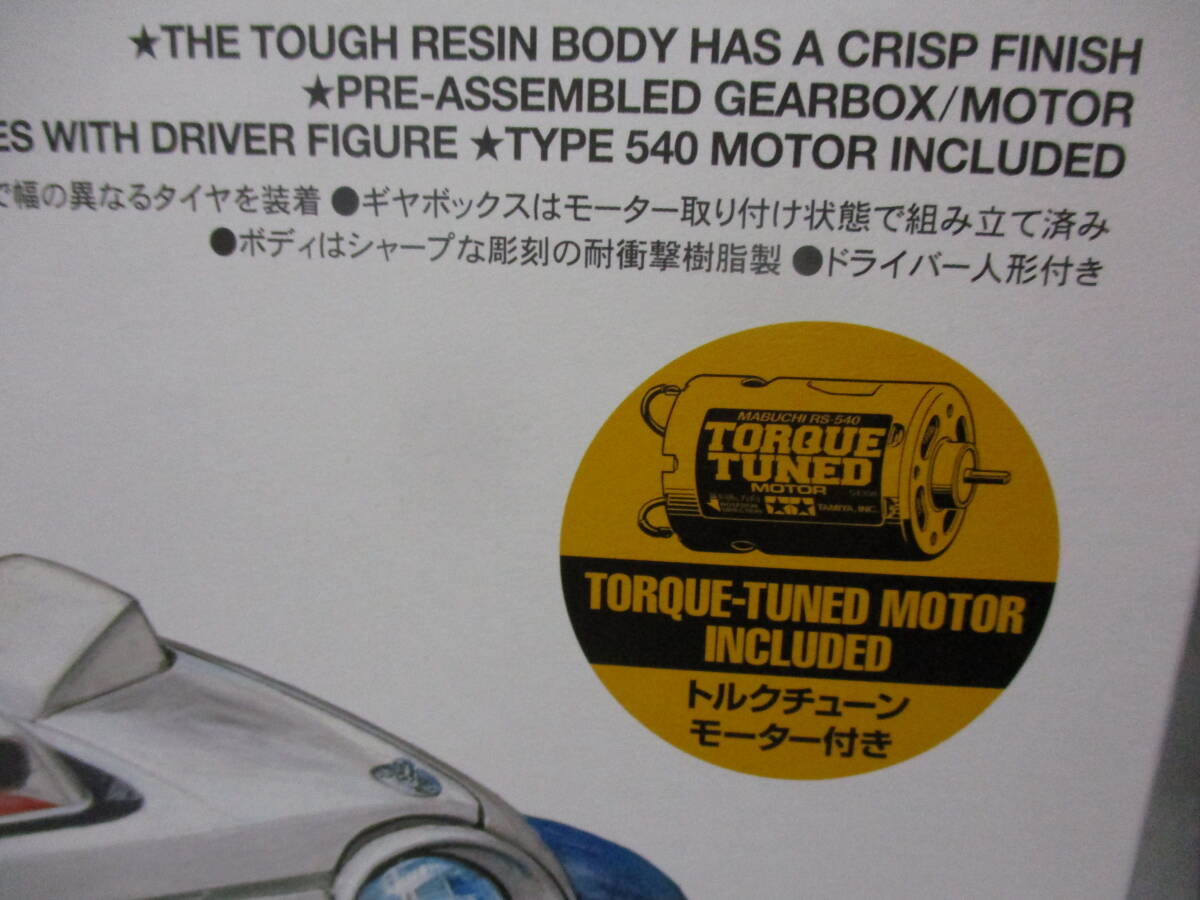 ★THE TOUGH RESIN BODY HAS A CRISP FINISH
★PRE-ASSEMBLED GEARBOX/MOTOR
ES WITH DRIVER FIGURE ★TYPE 540 MOTOR INCLUDED
で幅の異なるタイヤを装着 ●ギヤボックスはモーター取り付け状態で組み立て済み
●ボディはシャープな彫刻の耐衝撃樹脂製 ●ドライバー人形付き
MABUCHI RS-540
TORQUE
TUNED
MOTOR
ROTATION
DIRECTION
TAMIYA, INC.
TORQUE-TUNED MOTOR
INCLUDED
トルクチューン
モーター付き